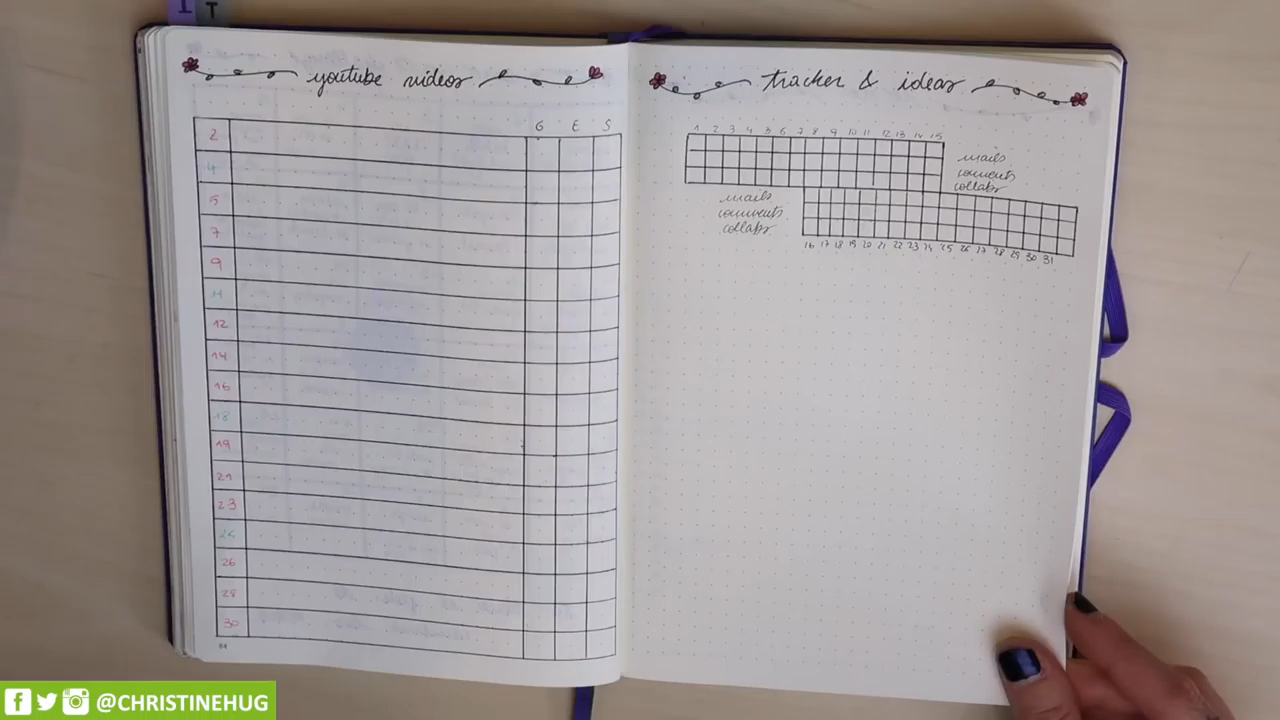 I T
youtube videos
G E S
2
4
5
7
9
11
12
14
16
18
19
21
23
25
26
28
30
84
tracker & ideas
1 2 3 4 5 6 7 8 9 10 11 12 13 14 15
mails
comments
collabs
mails
comments
collabs
16 17 18 19 20 21 22 23 24 25 26 27 28 29 30 31
@CHRISTINEHUG